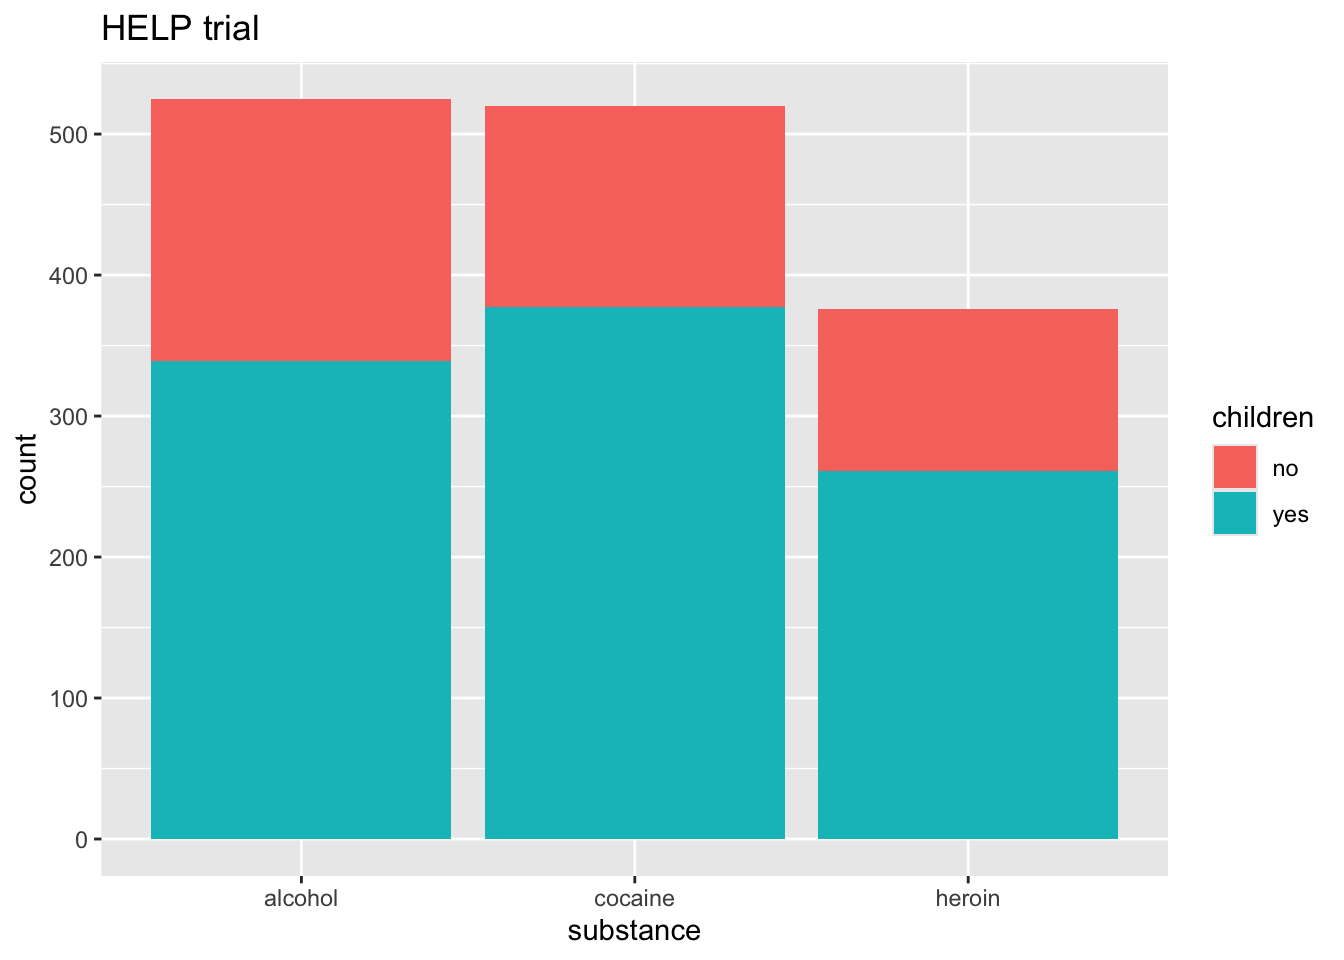 HELP trial
500
400
300
200
100
0
count
alcohol cocaine heroin
substance
children
no
yes